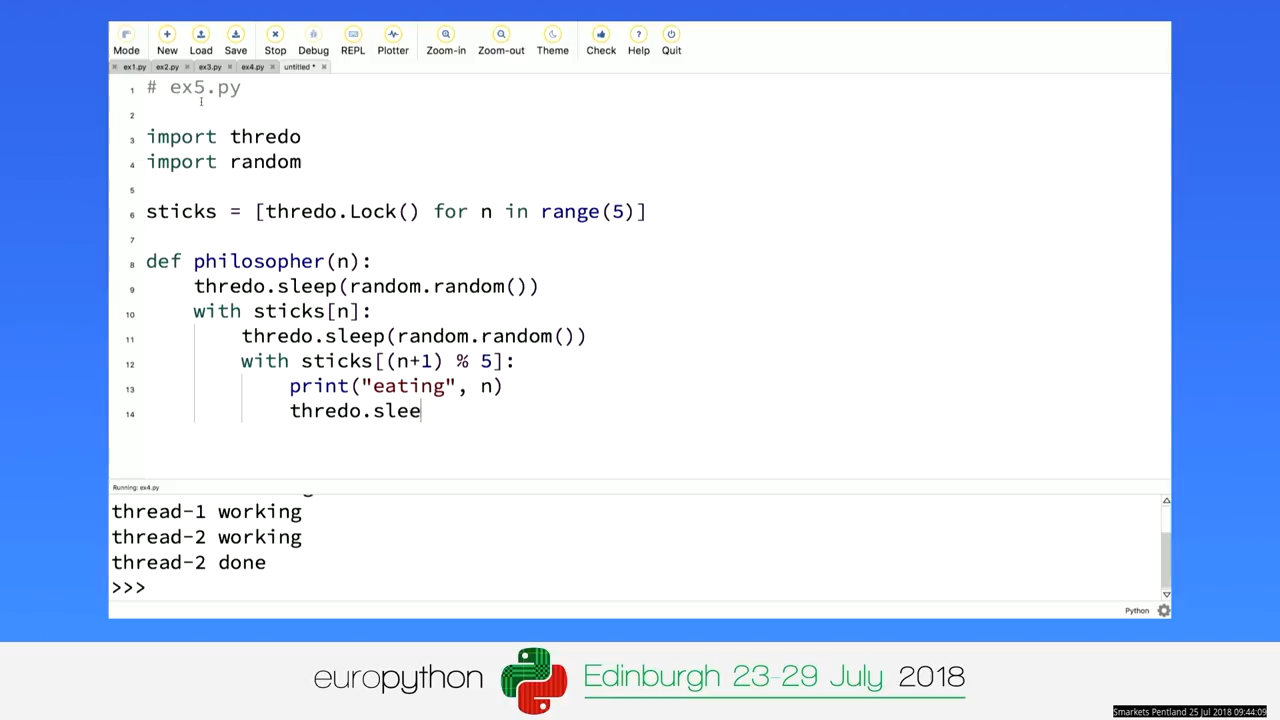 Mode New Load Save Stop Debug REPL Plotter Zoom-in Zoom-out Theme Check Help Quit
ex1.py ex2.py ex3.py ex4.py untitled *
1 # ex5.py
2
3 import thredo
4 import random
5
6 sticks = [thredo.Lock() for n in range(5)]
7
8 def philosopher(n):
9 thredo.sleep(random.random())
10 with sticks[n]:
11 thredo.sleep(random.random())
12 with sticks[(n+1) % 5]:
13 print("eating", n)
14 thredo.slee
Running: ex4.py
thread-1 working
thread-2 working
thread-2 done
>>>
Python
europython Edinburgh 23-29 July 2018
Smarkets Pentland 25 Jul 2018 09:44:09